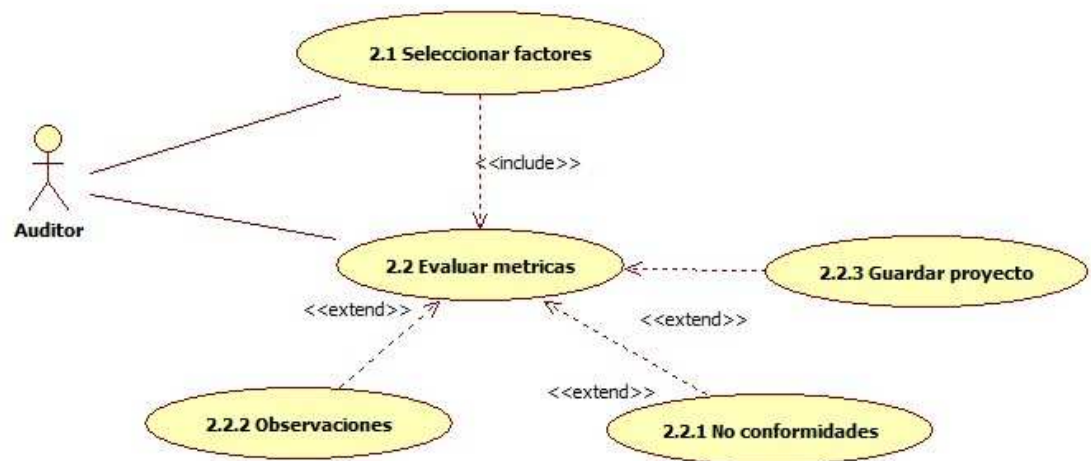 2.1 Seleccionar factores
<<include>>
Auditor
2.2 Evaluar metricas
2.2.3 Guardar proyecto
<<extend>>
<<extend>>
<<extend>>
2.2.2 Observaciones
2.2.1 No conformidades